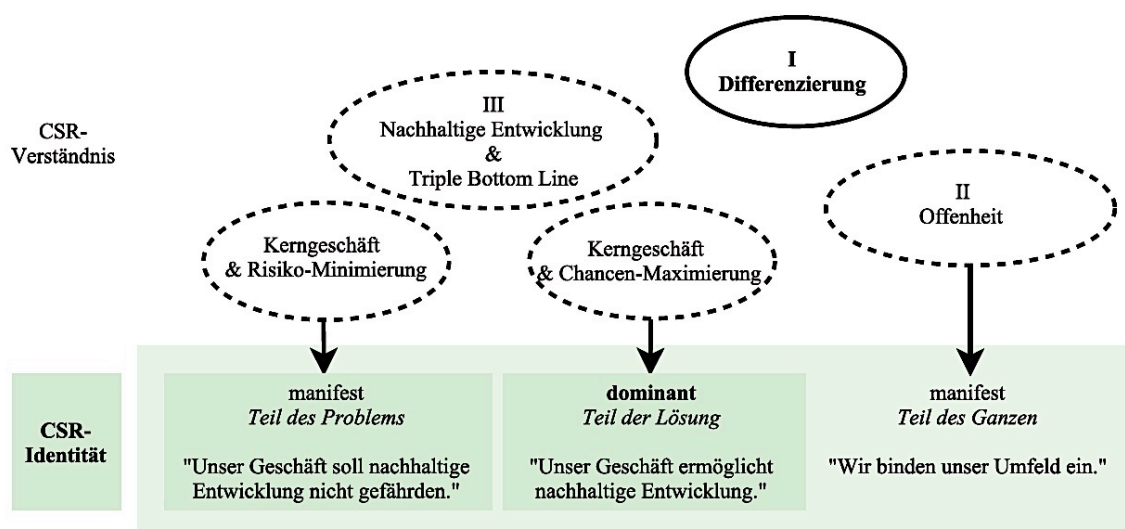 I
Differenzierung
III
Nachhaltige Entwicklung
&
Triple Bottom Line
CSR-
Verständnis
II
Offenheit
Kerngeschäft
& Risiko-Minimierung
Kerngeschäft
& Chancen-Maximierung
CSR-
Identität
manifest
Teil des Problems
"Unser Geschäft soll nachhaltige
Entwicklung nicht gefährden."
dominant
Teil der Lösung
"Unser Geschäft ermöglicht
nachhaltige Entwicklung."
manifest
Teil des Ganzen
"Wir binden unser Umfeld ein."